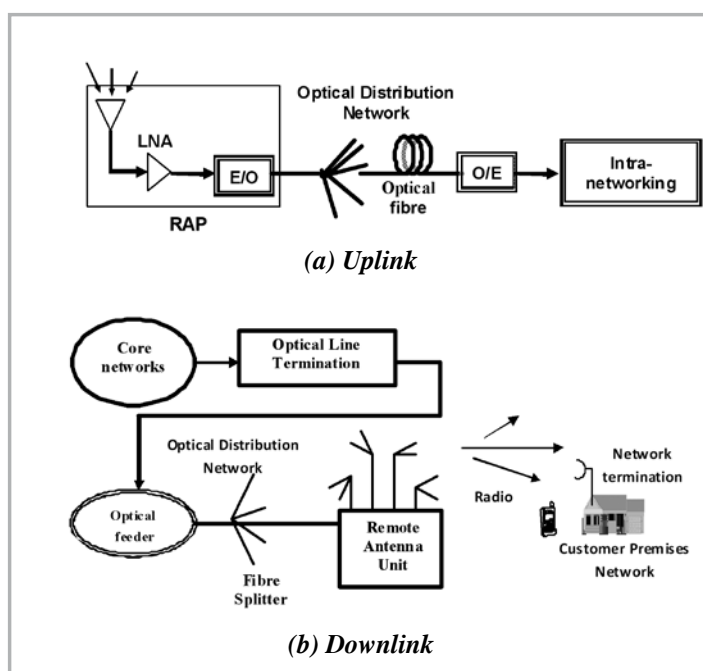 Optical Distribution
Network
LNA
E/O
RAP
Optical
fibre
O/E
Intra-
networking
(a) Uplink
Core
networks
Optical Line
Termination
Optical Distribution
Network
Optical
feeder
Fibre
Splitter
Remote
Antenna
Unit
Radio
Network
termination
Customer Premises
Network
(b) Downlink